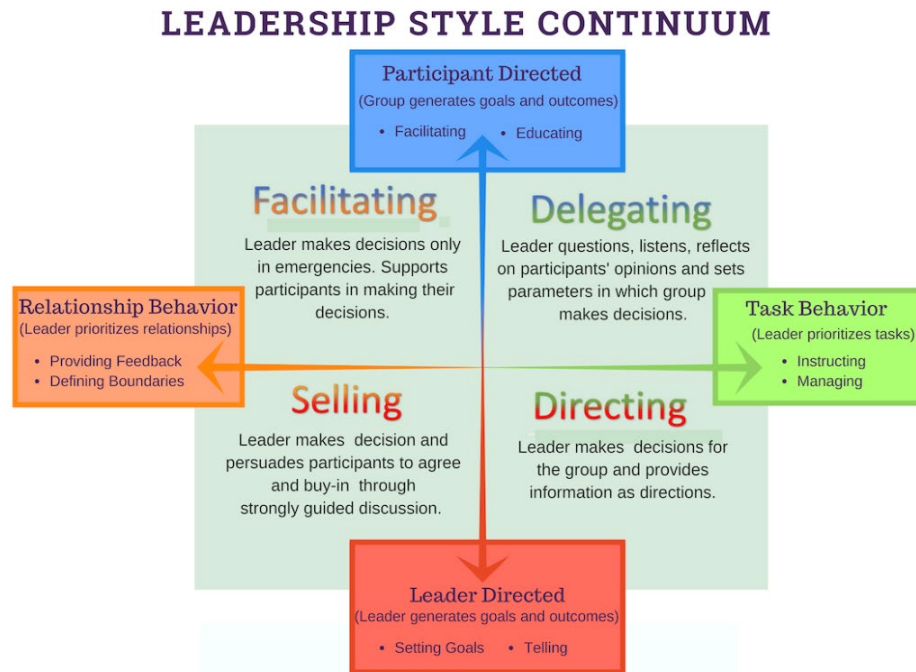 LEADERSHIP STYLE CONTINUUM
Participant Directed
(Group generates goals and outcomes)
• Facilitating • Educating
Facilitating
Leader makes decisions only
in emergencies. Supports
participants in making their
decisions.
Delegating
Leader questions, listens, reflects
on participants' opinions and sets
parameters in which group
makes decisions.
Relationship Behavior
(Leader prioritizes relationships)
• Providing Feedback
• Defining Boundaries
Task Behavior
(Leader prioritizes tasks)
• Instructing
• Managing
Selling
Leader makes decision and
persuades participants to agree
and buy-in through
strongly guided discussion.
Directing
Leader makes decisions for
the group and provides
information as directions.
Leader Directed
(Leader generates goals and outcomes)
• Setting Goals • Telling